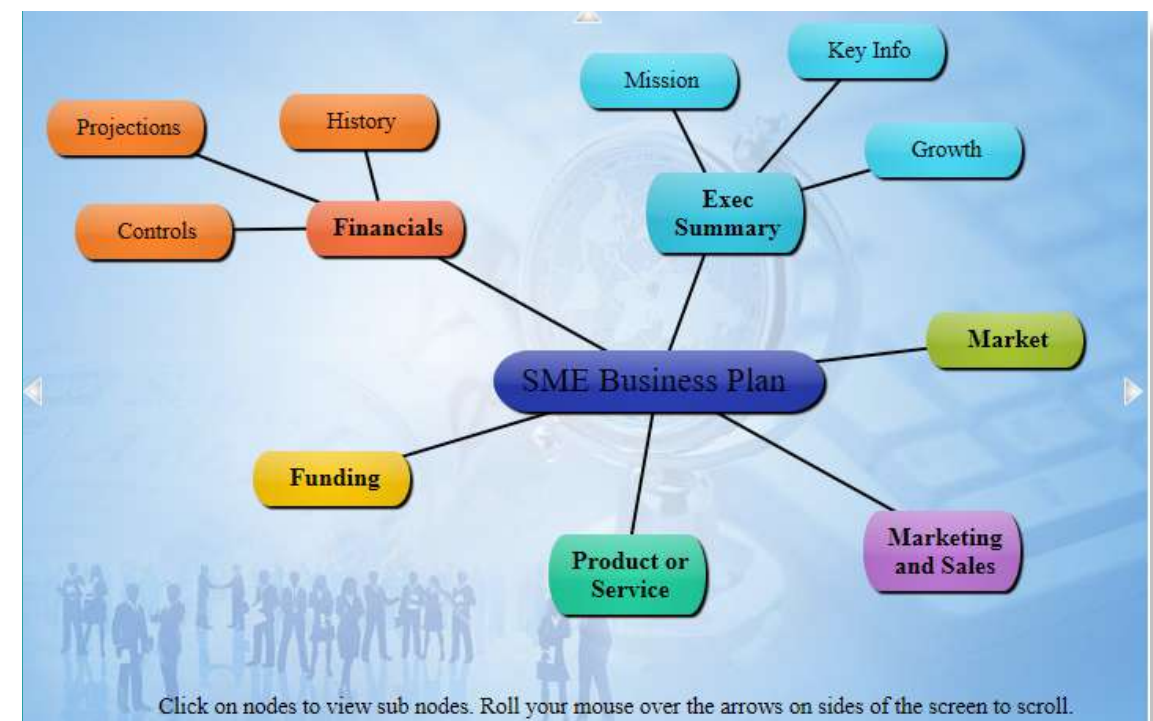 Key Info
Mission
Projections
History
Growth
Controls
Financials
Exec
Summary
Market
SME Business Plan
Funding
Product or
Service
Marketing
and Sales
Click on nodes to view sub nodes. Roll your mouse over the arrows on sides of the screen to scroll.